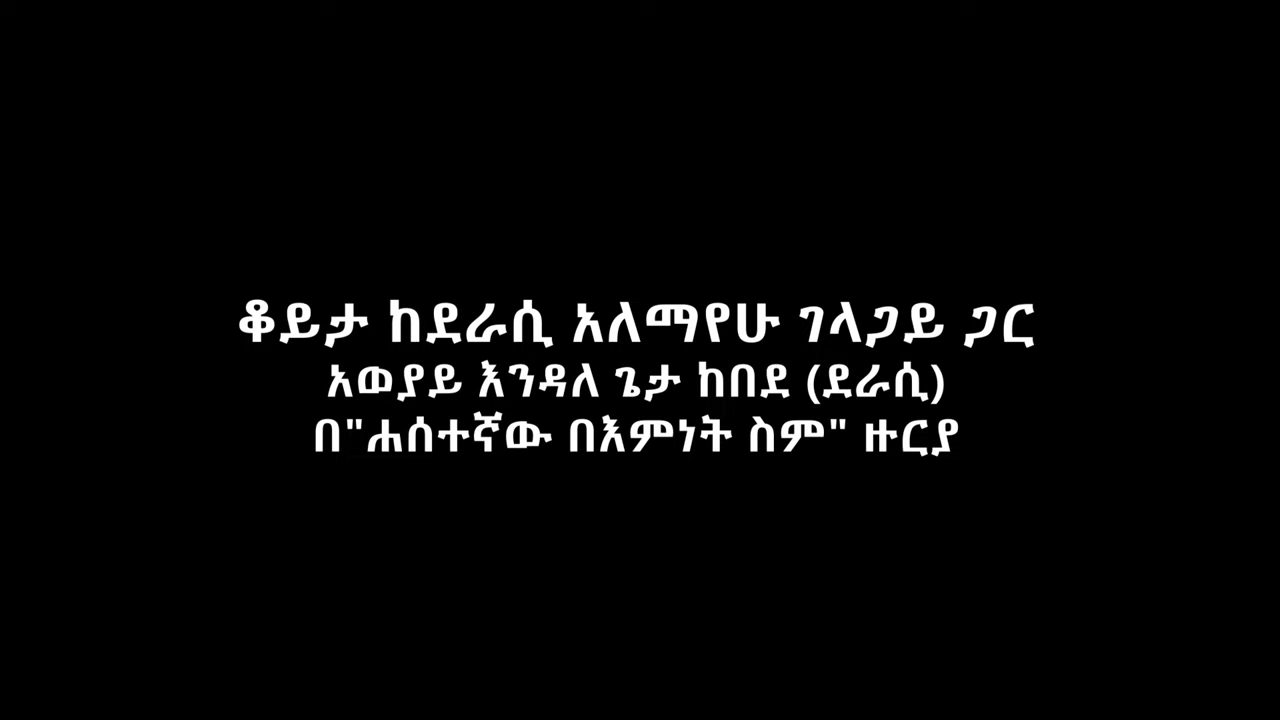 ቆይታ ከደራሲ አለማየሁ ገላጋይ ጋር
አወያይ እንዳለ ጌታ ከበደ (ደራሲ)
በ"ሐሰተኛው በእምነት ስም" ዙርያ